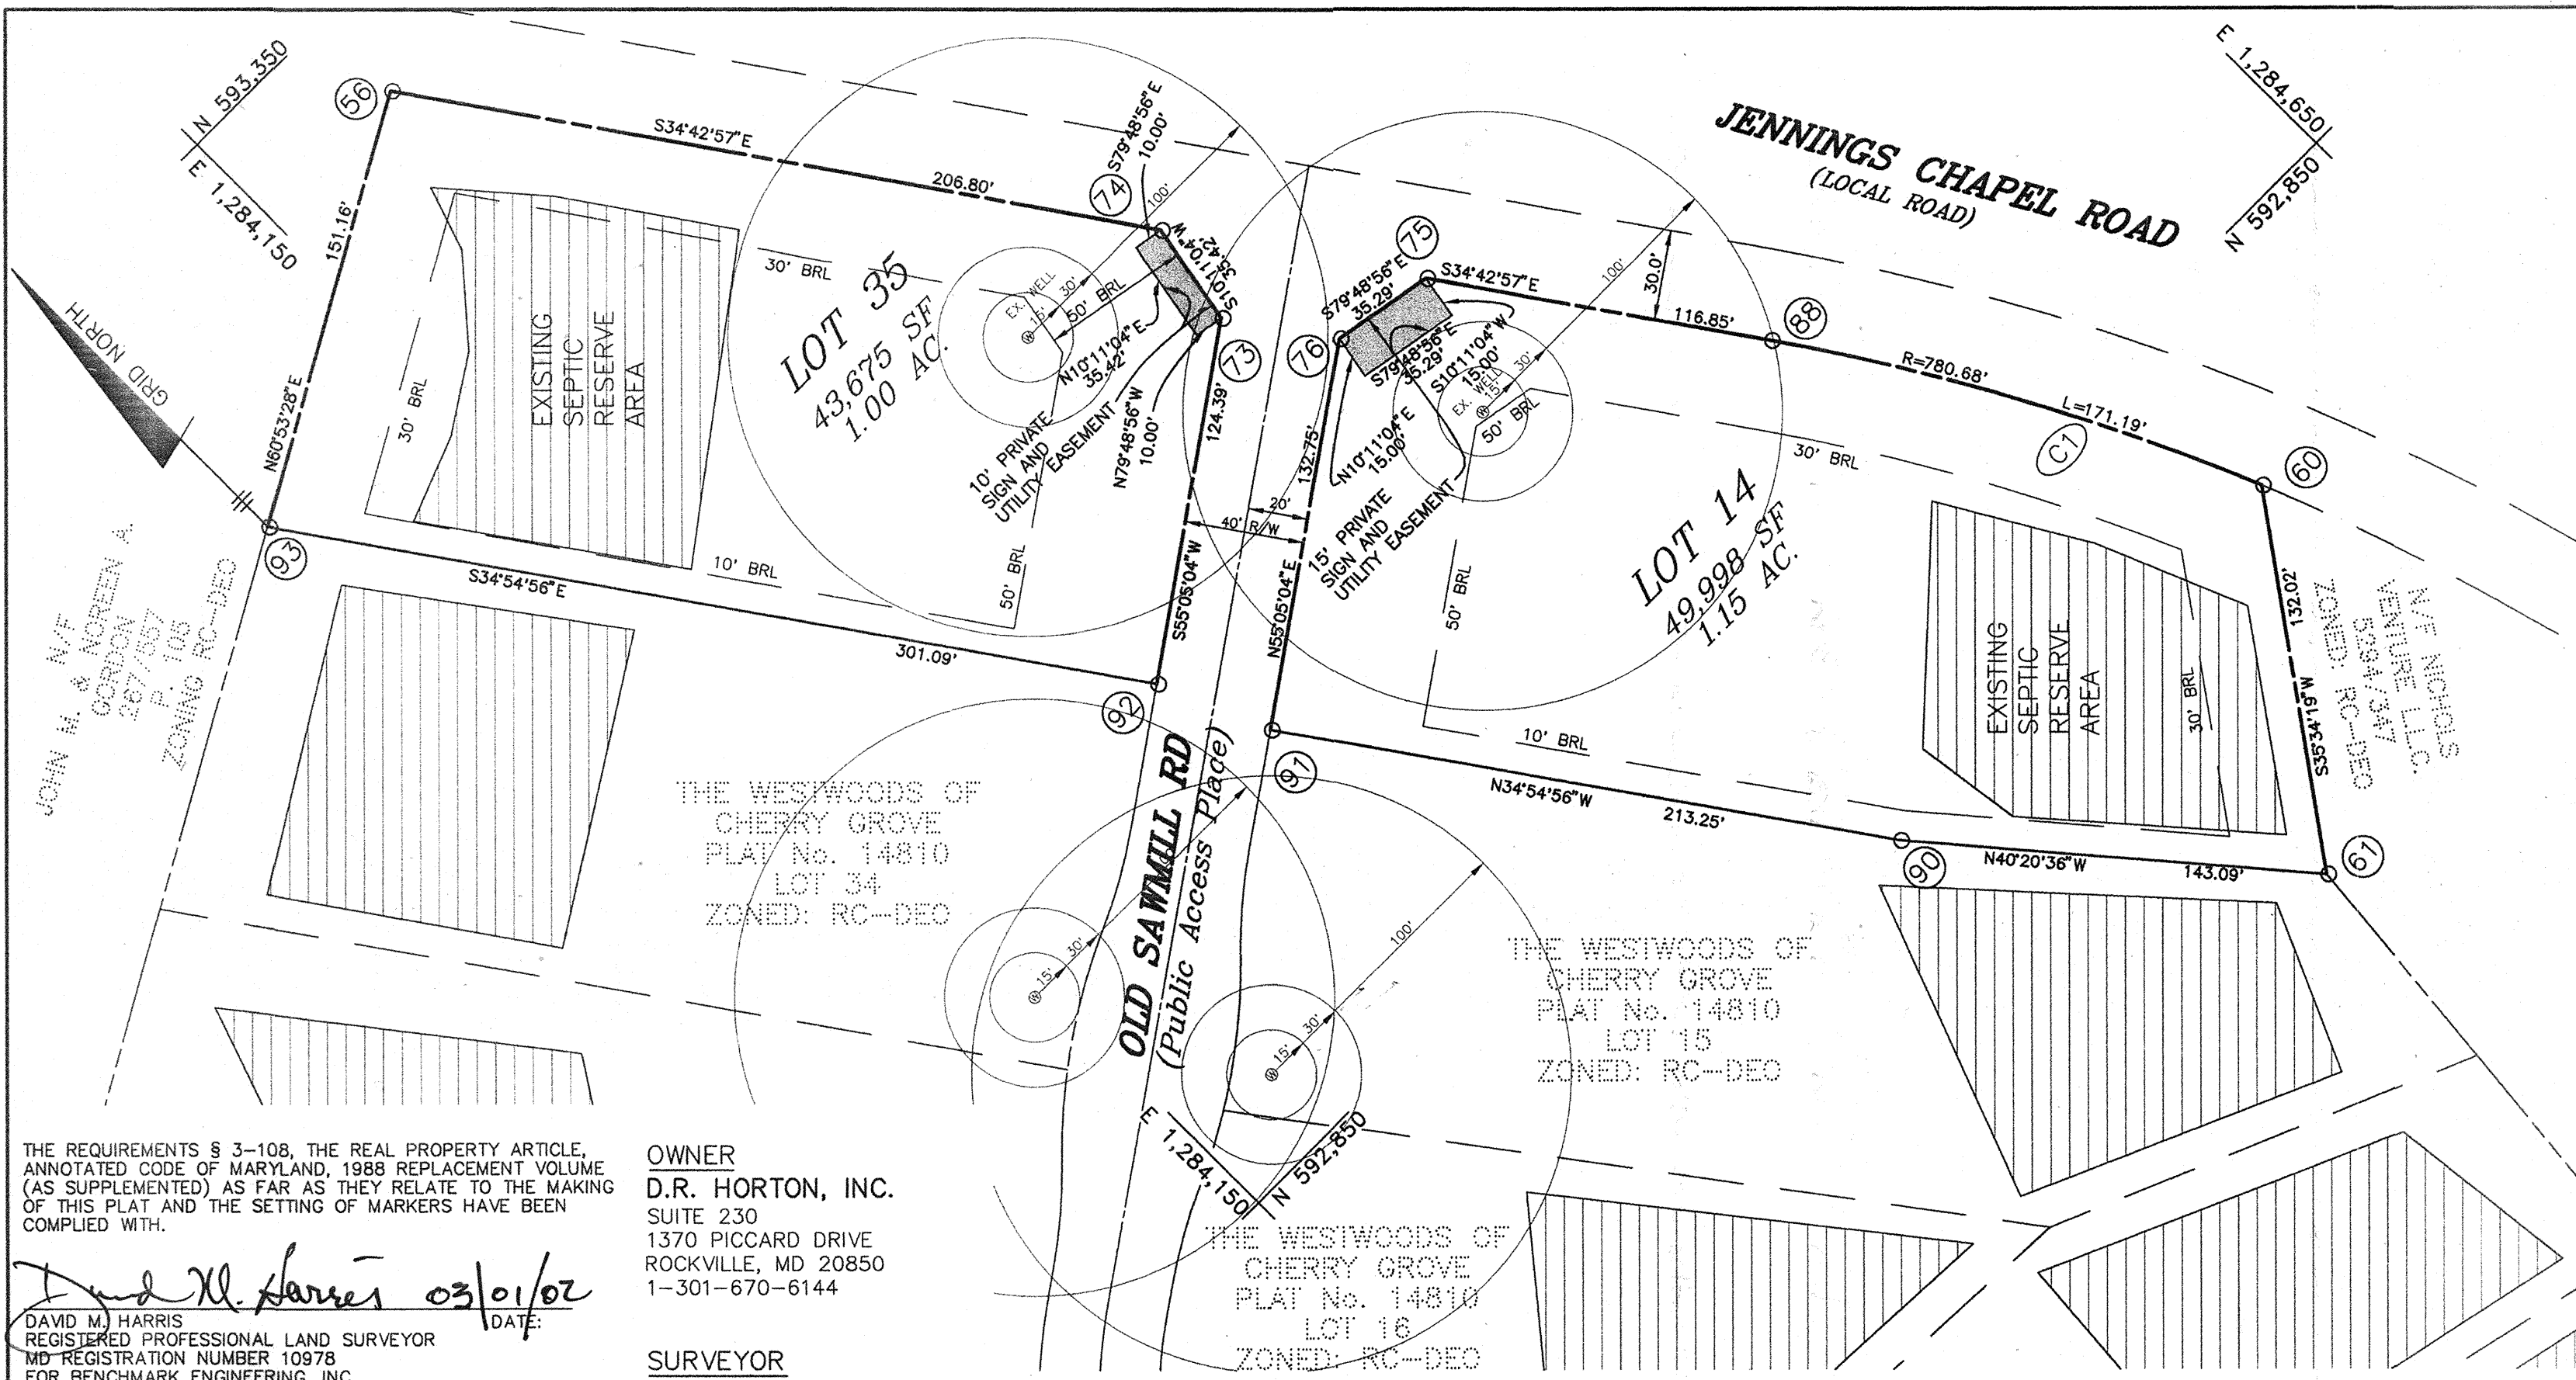 N 593,350
E 1,284,150
E 1,284,650
N 592,850
GRID NORTH
JENNINGS CHAPEL ROAD
(LOCAL ROAD)
56
S34°42'57"E
206.80'
74
S79°48'56"E
10.00'
100'
S10°11'04"W
35.42'
73
151.16'
N60°53'28"E
93
30' BRL
30' BRL
EXISTING
SEPTIC
RESERVE
AREA
LOT 35
43,675 SF
1.00 AC.
EX. WELL
15'
30'
50' BRL
N10°11'04"E
35.42'
N79°48'56"W
10.00'
10' PRIVATE
SIGN AND
UTILITY EASEMENT
124.39'
S55°05'04"W
50' BRL
10' BRL
S34°54'56"E
301.09'
92
40' R/W
20'
76
S79°48'56"E
35.29'
75
S34°42'57"E
116.85'
30.0'
100'
88
R=780.68'
L=171.19'
C1
60
S79°48'56"E
35.29'
S10°11'04"W
15.00'
EX. WELL
15'
30'
50' BRL
N10°11'04"E
15.00'
15' PRIVATE
SIGN AND
UTILITY EASEMENT
132.75'
N55°05'04"E
91
50' BRL
30' BRL
LOT 14
49,998 SF
1.15 AC.
10' BRL
EXISTING
SEPTIC
RESERVE
AREA
30' BRL
132.02'
S35°34'19"W
61
N34°54'56"W
213.25'
90
N40°20'36"W
143.09'
N/F NICHOLS
VENTURE LLC.
5294/347
ZONED: RC-DEO
N/F
JOHN M. & NOREEN A.
GORDON
267/557
P. 103
ZONING RC-DEO
THE WESTWOODS OF
CHERRY GROVE
PLAT No. 14810
LOT 34
ZONED: RC-DEO
OLD SAWMILL RD
(Public Access Place)
15'
30'
15'
30'
100'
THE WESTWOODS OF
CHERRY GROVE
PLAT No. 14810
LOT 15
ZONED: RC-DEO
E 1,284,150
N 592,850
THE WESTWOODS OF
CHERRY GROVE
PLAT No. 14810
LOT 16
ZONED: RC-DEO
THE REQUIREMENTS § 3-108, THE REAL PROPERTY ARTICLE,
ANNOTATED CODE OF MARYLAND, 1988 REPLACEMENT VOLUME
(AS SUPPLEMENTED) AS FAR AS THEY RELATE TO THE MAKING
OF THIS PLAT AND THE SETTING OF MARKERS HAVE BEEN
COMPLIED WITH.
David M. Harris 03/01/02
DAVID M. HARRIS DATE:
REGISTERED PROFESSIONAL LAND SURVEYOR
MD REGISTRATION NUMBER 10978
FOR BENCHMARK ENGINEERING, INC.
OWNER
D.R. HORTON, INC.
SUITE 230
1370 PICCARD DRIVE
ROCKVILLE, MD 20850
1-301-670-6144
SURVEYOR